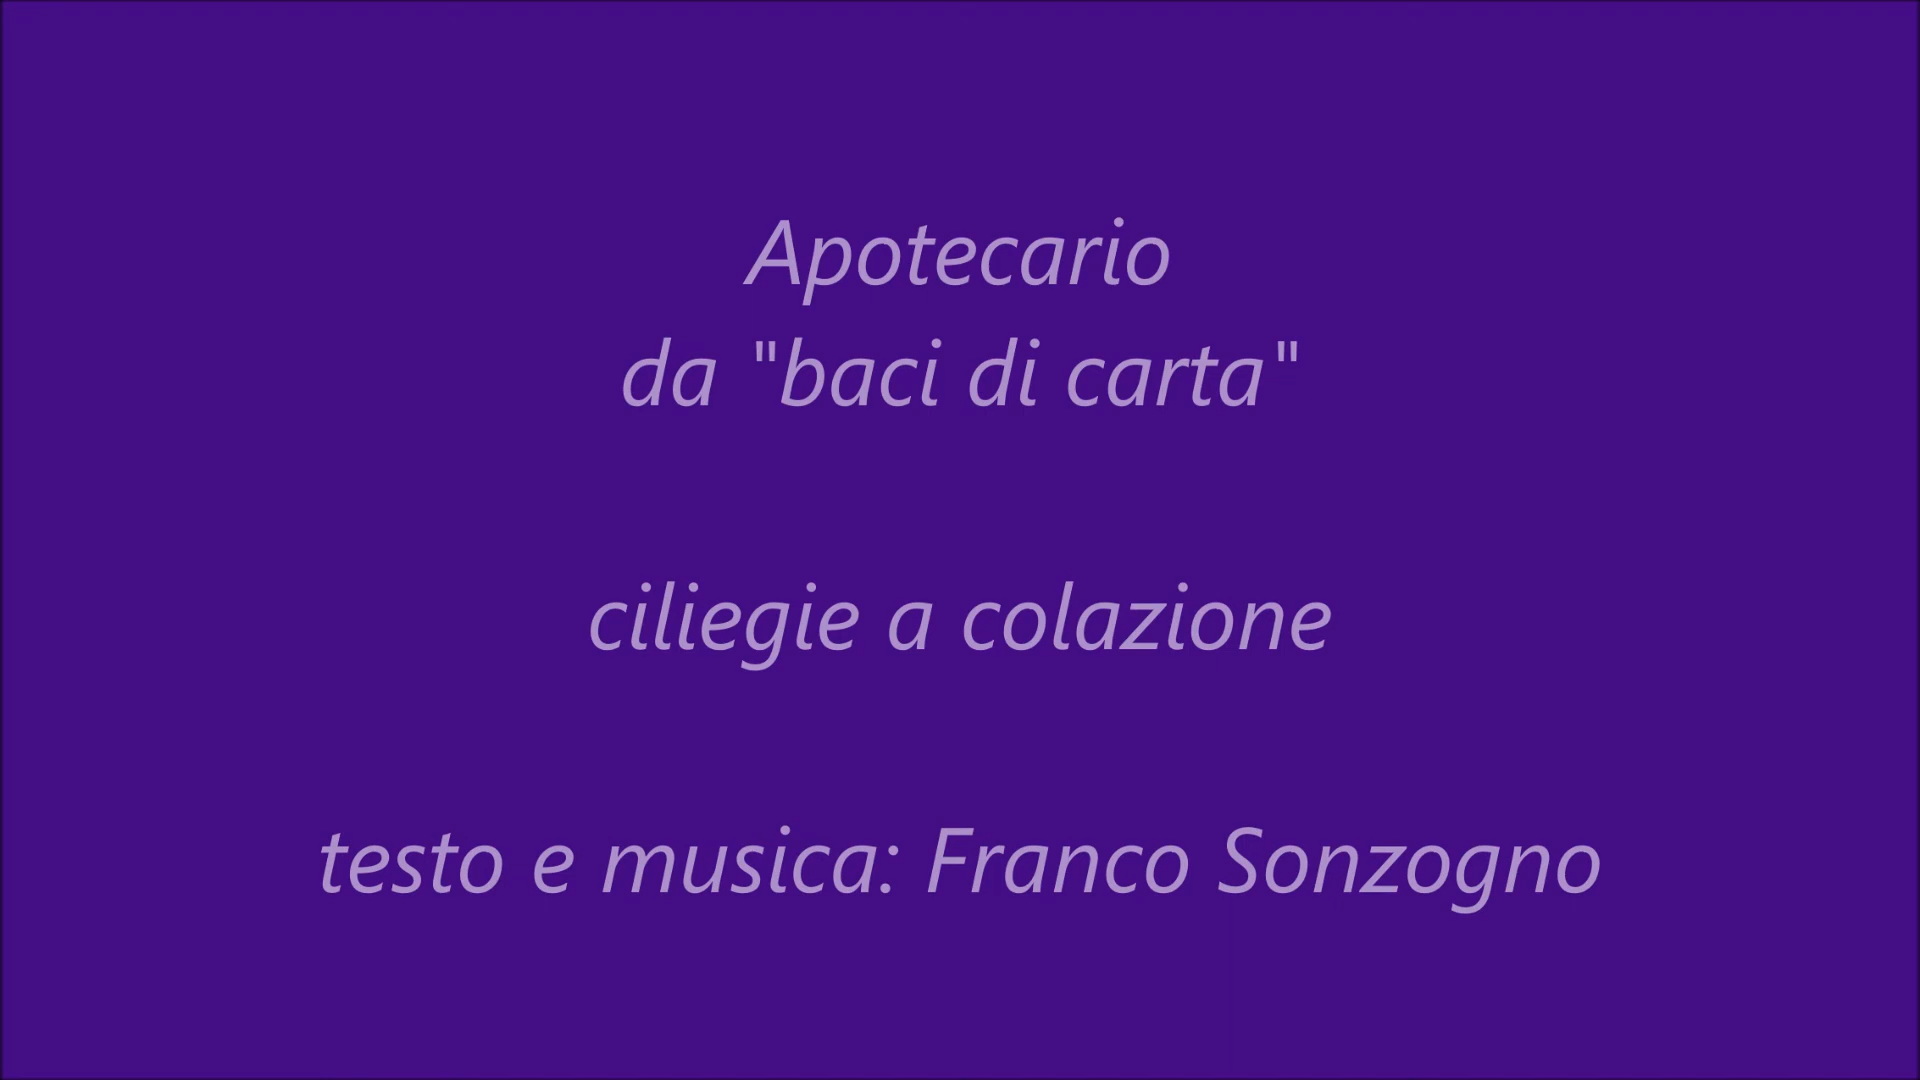 Apotecario
da "baci di carta"
ciliegie a colazione
testo e musica: Franco Sonzogno